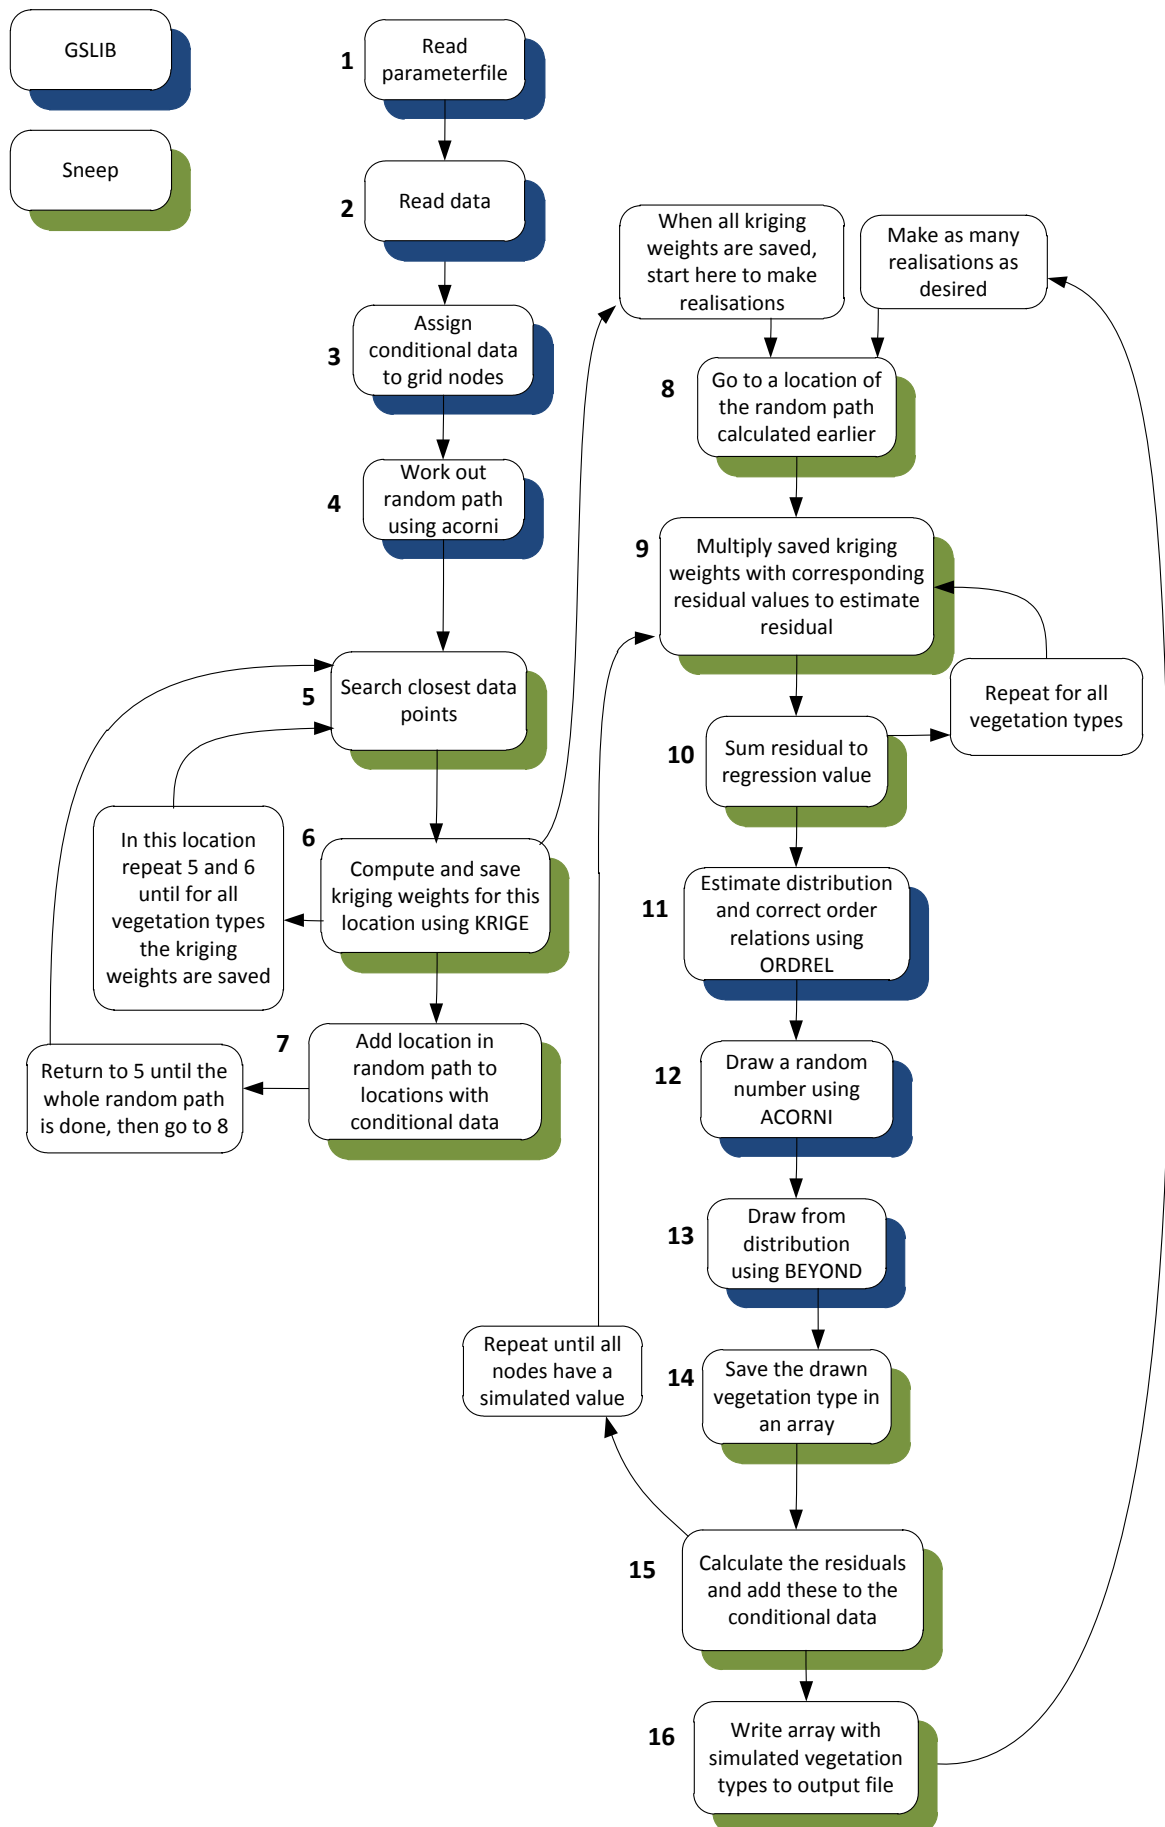 GSLIB
Sneep
1
Read
parameterfile
2
Read data
3
Assign
conditional data
to grid nodes
4
Work out
random path
using acorni
5
Search closest data
points
6
Compute and save
kriging weights for this
location using KRIGE
In this location
repeat 5 and 6
until for all
vegetation types
the kriging
weights are saved
7
Add location in
random path to
locations with
conditional data
Return to 5 until the
whole random path
is done, then go to 8
When all kriging
weights are saved,
start here to make
realisations
Make as many
realisations as
desired
8
Go to a location of
the random path
calculated earlier
9
Multiply saved kriging
weights with corresponding
residual values to estimate
residual
Repeat for all
vegetation types
10
Sum residual to
regression value
11
Estimate distribution
and correct order
relations using
ORDREL
12
Draw a random
number using
ACORNI
13
Draw from
distribution
using BEYOND
Repeat until all
nodes have a
simulated value
14
Save the drawn
vegetation type in
an array
15
Calculate the residuals
and add these to the
conditional data
16
Write array with
simulated vegetation
types to output file